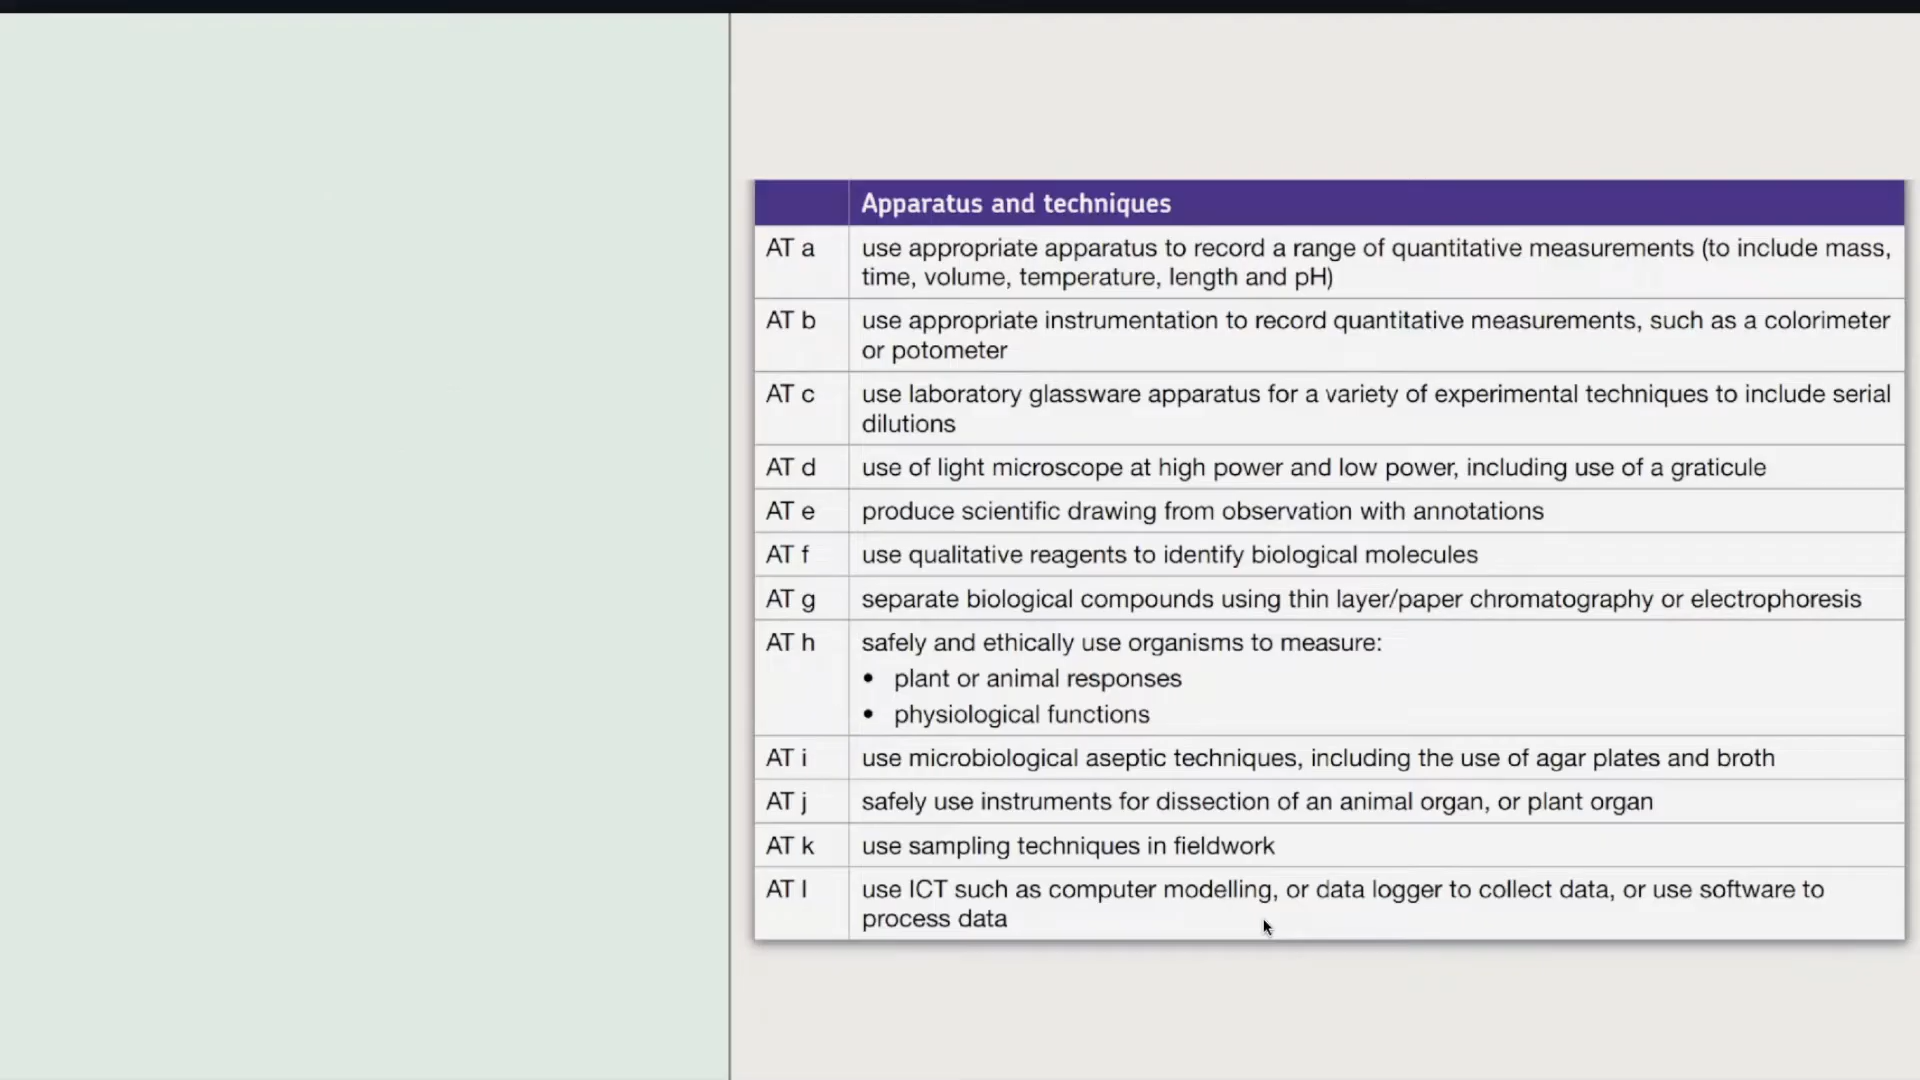 Apparatus and techniques
AT a use appropriate apparatus to record a range of quantitative measurements (to include mass,
time, volume, temperature, length and pH)
AT b use appropriate instrumentation to record quantitative measurements, such as a colorimeter
or potometer
AT c use laboratory glassware apparatus for a variety of experimental techniques to include serial
dilutions
AT d use of light microscope at high power and low power, including use of a graticule
AT e produce scientific drawing from observation with annotations
AT f use qualitative reagents to identify biological molecules
AT g separate biological compounds using thin layer/paper chromatography or electrophoresis
AT h safely and ethically use organisms to measure:
• plant or animal responses
• physiological functions
AT i use microbiological aseptic techniques, including the use of agar plates and broth
AT j safely use instruments for dissection of an animal organ, or plant organ
AT k use sampling techniques in fieldwork
AT l use ICT such as computer modelling, or data logger to collect data, or use software to
process data